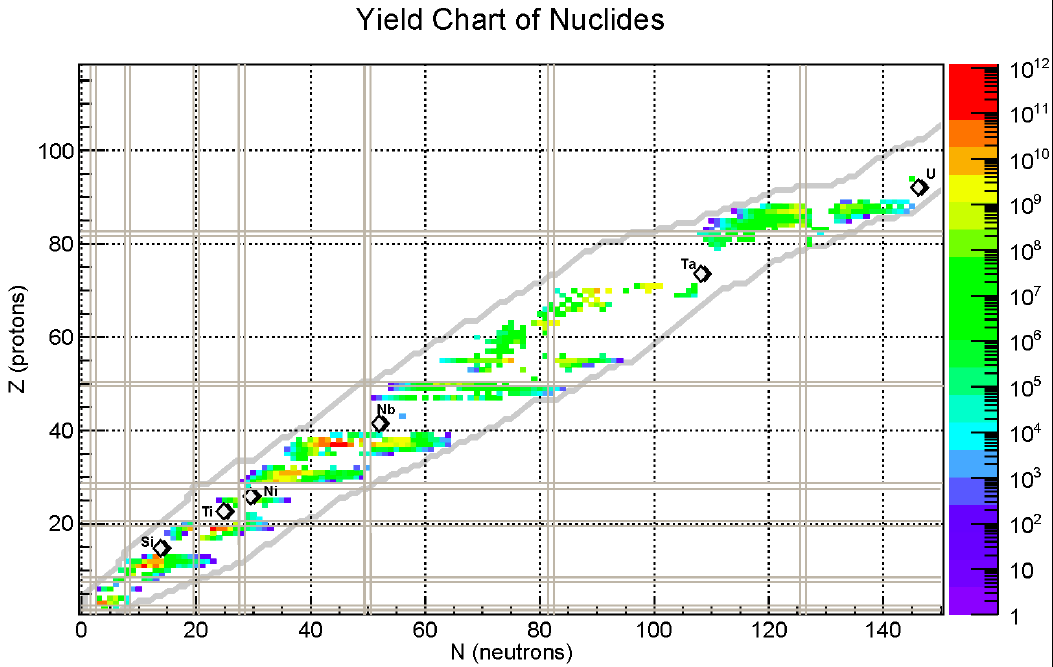 Yield Chart of Nuclides
Z (protons)
100
80
60
40
20
U
Ta
Nb
Ni
Ti
Si
0 20 40 60 80 100 120 140
N (neutrons)
10¹²
10¹¹
10¹⁰
10⁹
10⁸
10⁷
10⁶
10⁵
10⁴
10³
10²
10
1